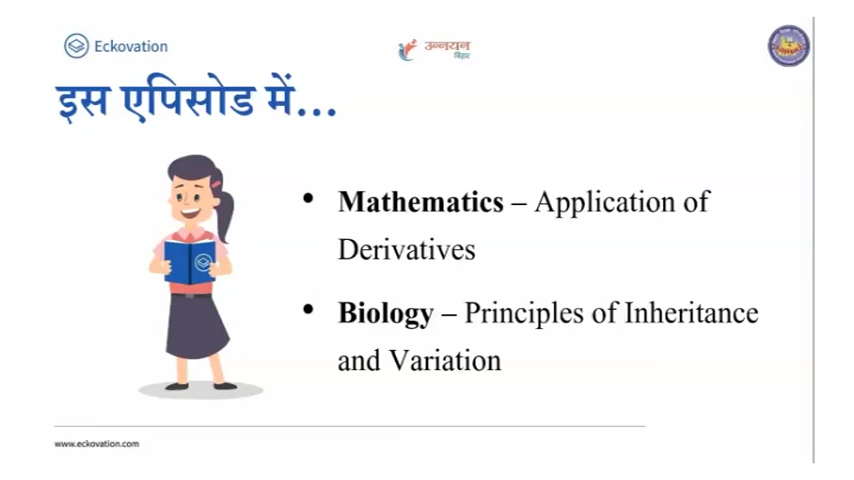 Eckovation
उन्नयन
बिहार
इस एपिसोड में...
• Mathematics – Application of
Derivatives
• Biology – Principles of Inheritance
and Variation
www.eckovation.com